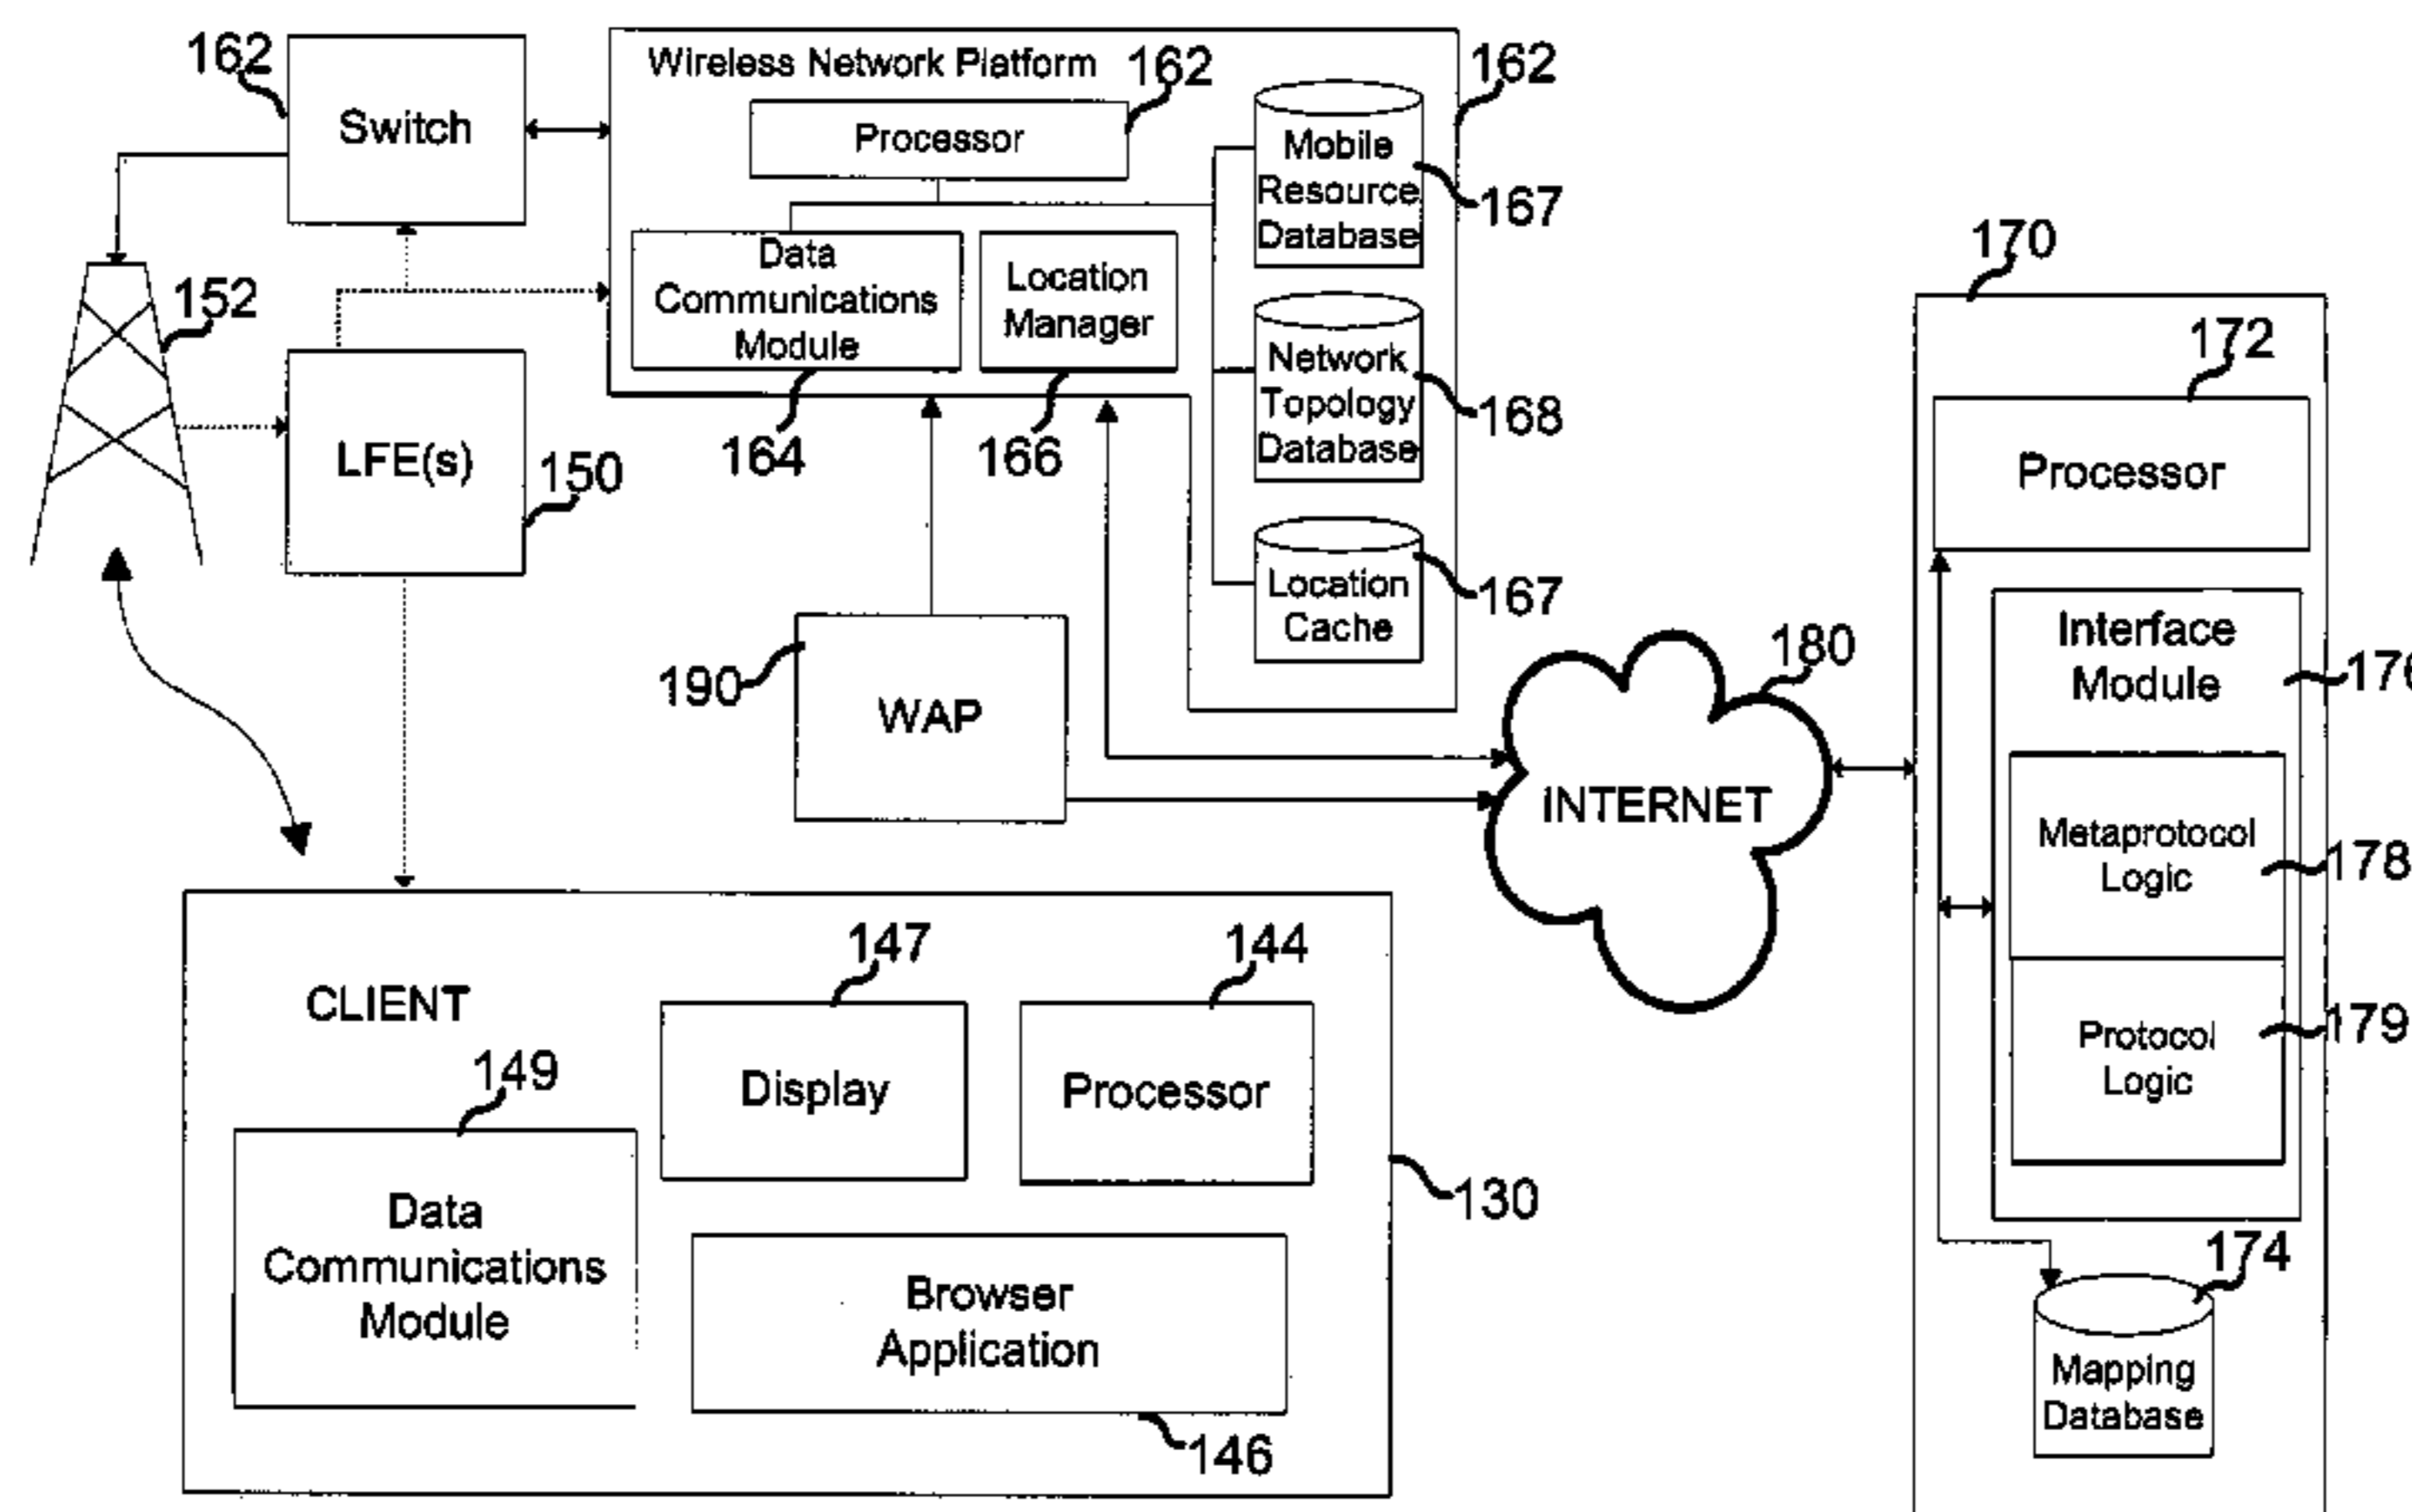 162
Switch
Wireless Network Platform
162
162
Processor
Mobile
Resource
Database
167
Data
Communications
Module
Location
Manager
164
166
Network
Topology
Database
168
Location
Cache
167
152
LFE(s)
150
190
WAP
180
INTERNET
170
172
Processor
Interface
Module
176
Metaprotocol
Logic
178
Protocol
Logic
179
174
Mapping
Database
CLIENT
147
Display
144
Processor
149
Data
Communications
Module
130
Browser
Application
146